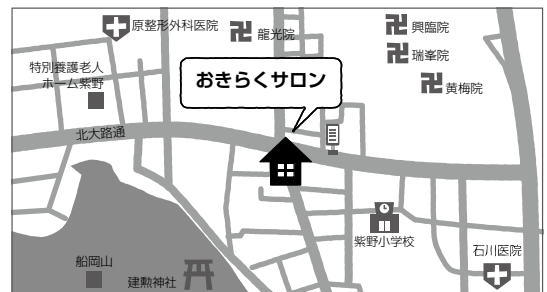 原整形外科医院
龍光院
興臨院
瑞峯院
黄梅院
特別養護老人
ホーム紫野
おきらくサロン
北大路通
紫野小学校
石川医院
船岡山
建勲神社